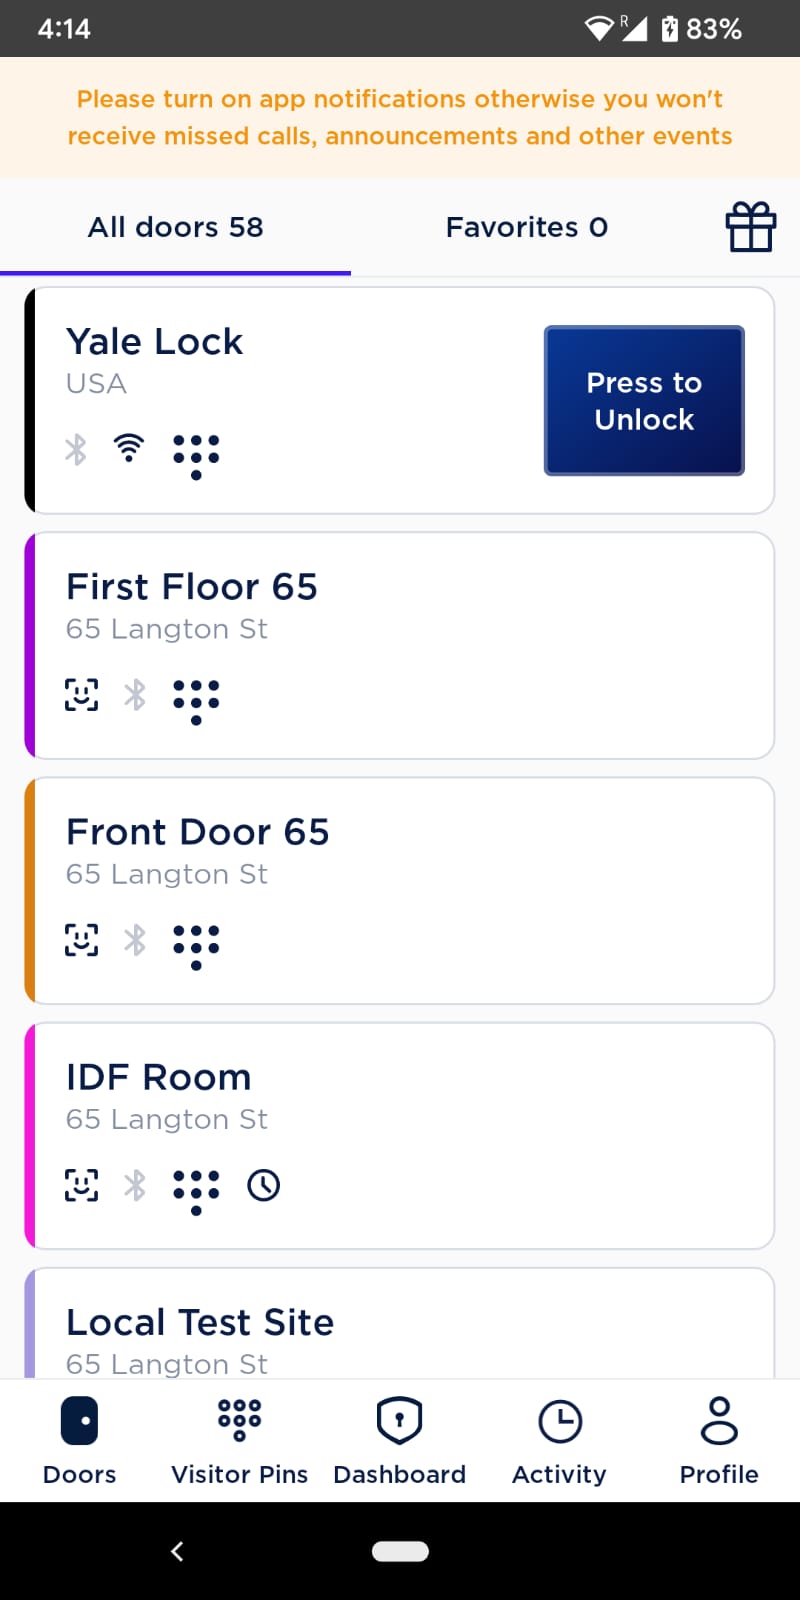 4:14
R
83%
Please turn on app notifications otherwise you won't
receive missed calls, announcements and other events
All doors 58
Favorites 0
Yale Lock
USA
Press to
Unlock
First Floor 65
65 Langton St
Front Door 65
65 Langton St
IDF Room
65 Langton St
Local Test Site
65 Langton St
Doors
Visitor Pins
Dashboard
Activity
Profile